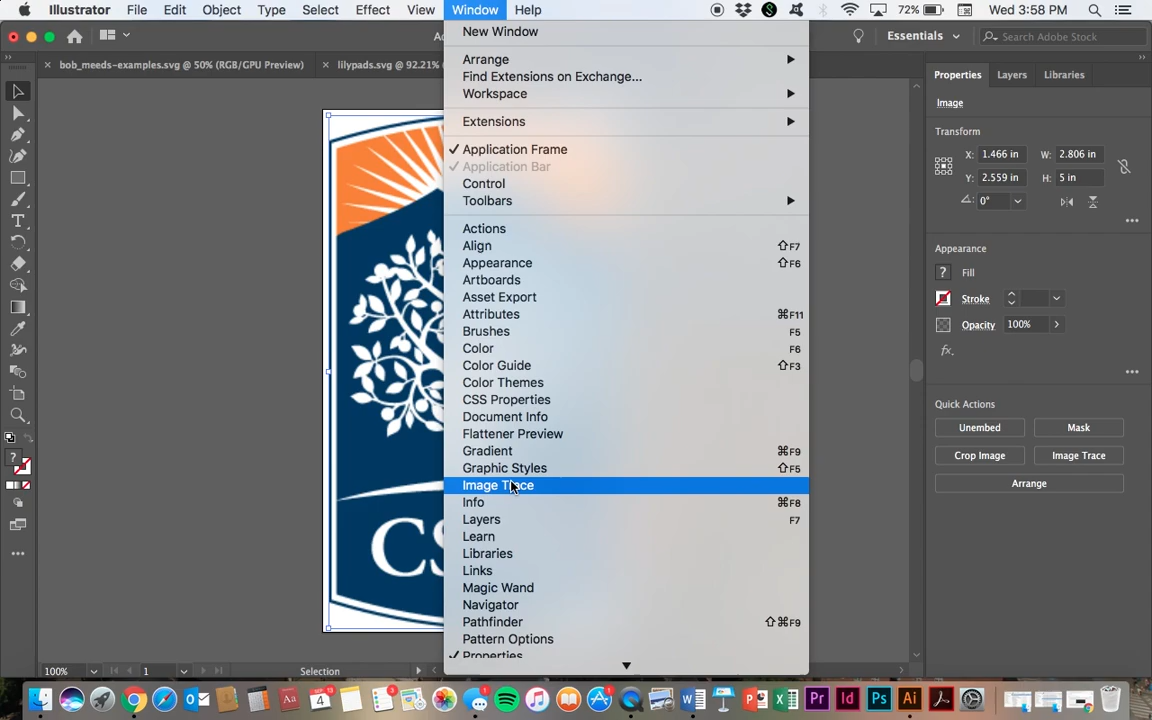 Illustrator File Edit Object Type Select Effect View Window Help 72% Wed 3:58 PM
Essentials Search Adobe Stock
bob_meeds-examples.svg @ 50% (RGB/GPU Preview) lilypads.svg @ 92.21%
New Window
Arrange
Find Extensions on Exchange...
Workspace
Extensions
Application Frame
Application Bar
Control
Toolbars
Actions
Align ⇧F7
Appearance ⇧F6
Artboards
Asset Export
Attributes ⌘F11
Brushes F5
Color F6
Color Guide ⇧F3
Color Themes
CSS Properties
Document Info
Flattener Preview
Gradient ⌘F9
Graphic Styles ⇧F5
Image Trace
Info ⌘F8
Layers F7
Learn
Libraries
Links
Magic Wand
Navigator
Pathfinder ⇧⌘F9
Pattern Options
Properties
Properties Layers Libraries
Image
Transform
X: 1.466 in W: 2.806 in
Y: 2.559 in H: 5 in
0°
Appearance
? Fill
Stroke
Opacity 100%
fx.
Quick Actions
Unembed Mask
Crop Image Image Trace
Arrange
100% 1 Selection